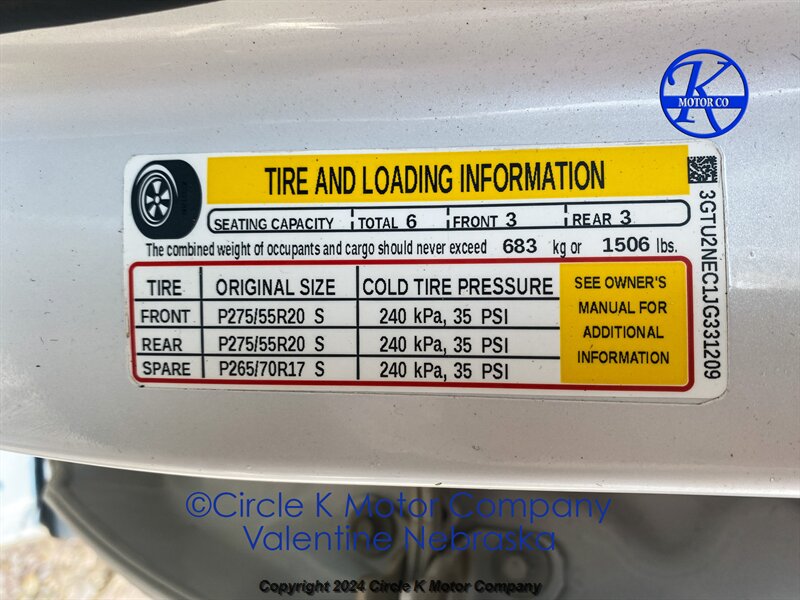 K
MOTOR CO
TIRE AND LOADING INFORMATION
SEATING CAPACITY TOTAL 6 FRONT 3 REAR 3
The combined weight of occupants and cargo should never exceed 683 kg or 1506 lbs.
TIRE ORIGINAL SIZE COLD TIRE PRESSURE
FRONT P275/55R20 S 240 kPa, 35 PSI
REAR P275/55R20 S 240 kPa, 35 PSI
SPARE P265/70R17 S 240 kPa, 35 PSI
SEE OWNER'S
MANUAL FOR
ADDITIONAL
INFORMATION
3GTU2NEC1JG331209
©Circle K Motor Company
Valentine Nebraska
Copyright 2024 Circle K Motor Company